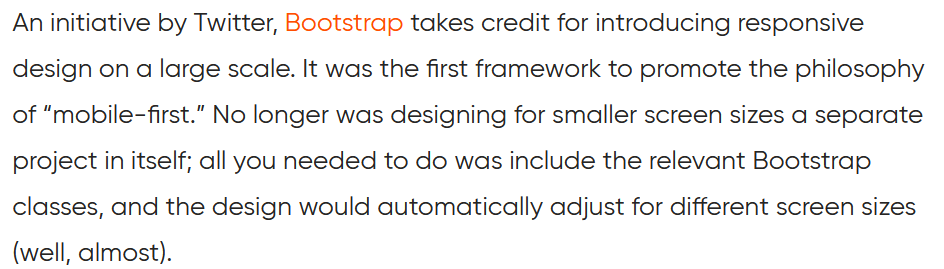 An initiative by Twitter, Bootstrap takes credit for introducing responsive
design on a large scale. It was the first framework to promote the philosophy
of “mobile-first.” No longer was designing for smaller screen sizes a separate
project in itself; all you needed to do was include the relevant Bootstrap
classes, and the design would automatically adjust for different screen sizes
(well, almost).